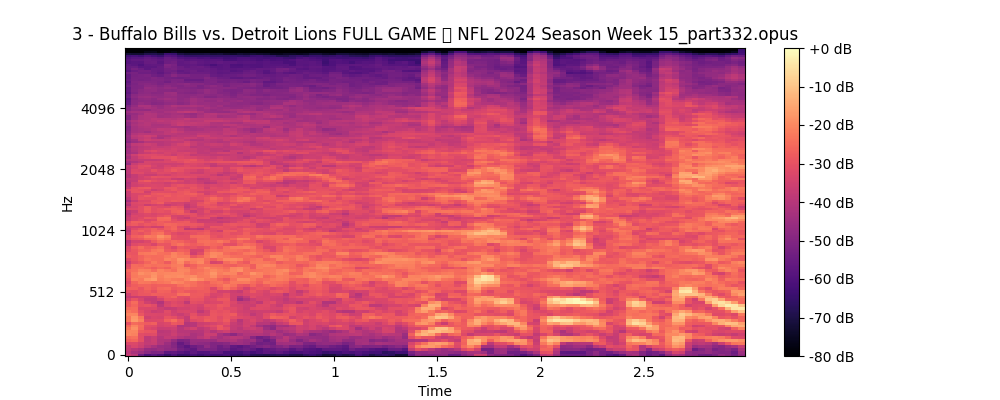 3 - Buffalo Bills vs. Detroit Lions FULL GAME ▯ NFL 2024 Season Week 15_part332.opus
+0 dB
4096
-10 dB
-20 dB
2048
-30 dB
Hz
1024
-40 dB
-50 dB
512
-60 dB
-70 dB
0
-80 dB
0 0.5 1 1.5 2 2.5
Time